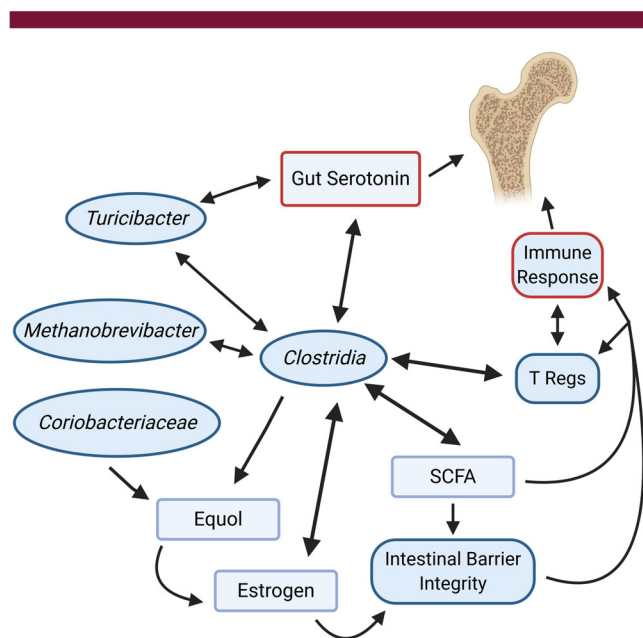 Gut Serotonin
Turicibacter
Immune
Response
Methanobrevibacter
Clostridia
T Regs
Coriobacteriaceae
SCFA
Equol
Intestinal Barrier
Integrity
Estrogen